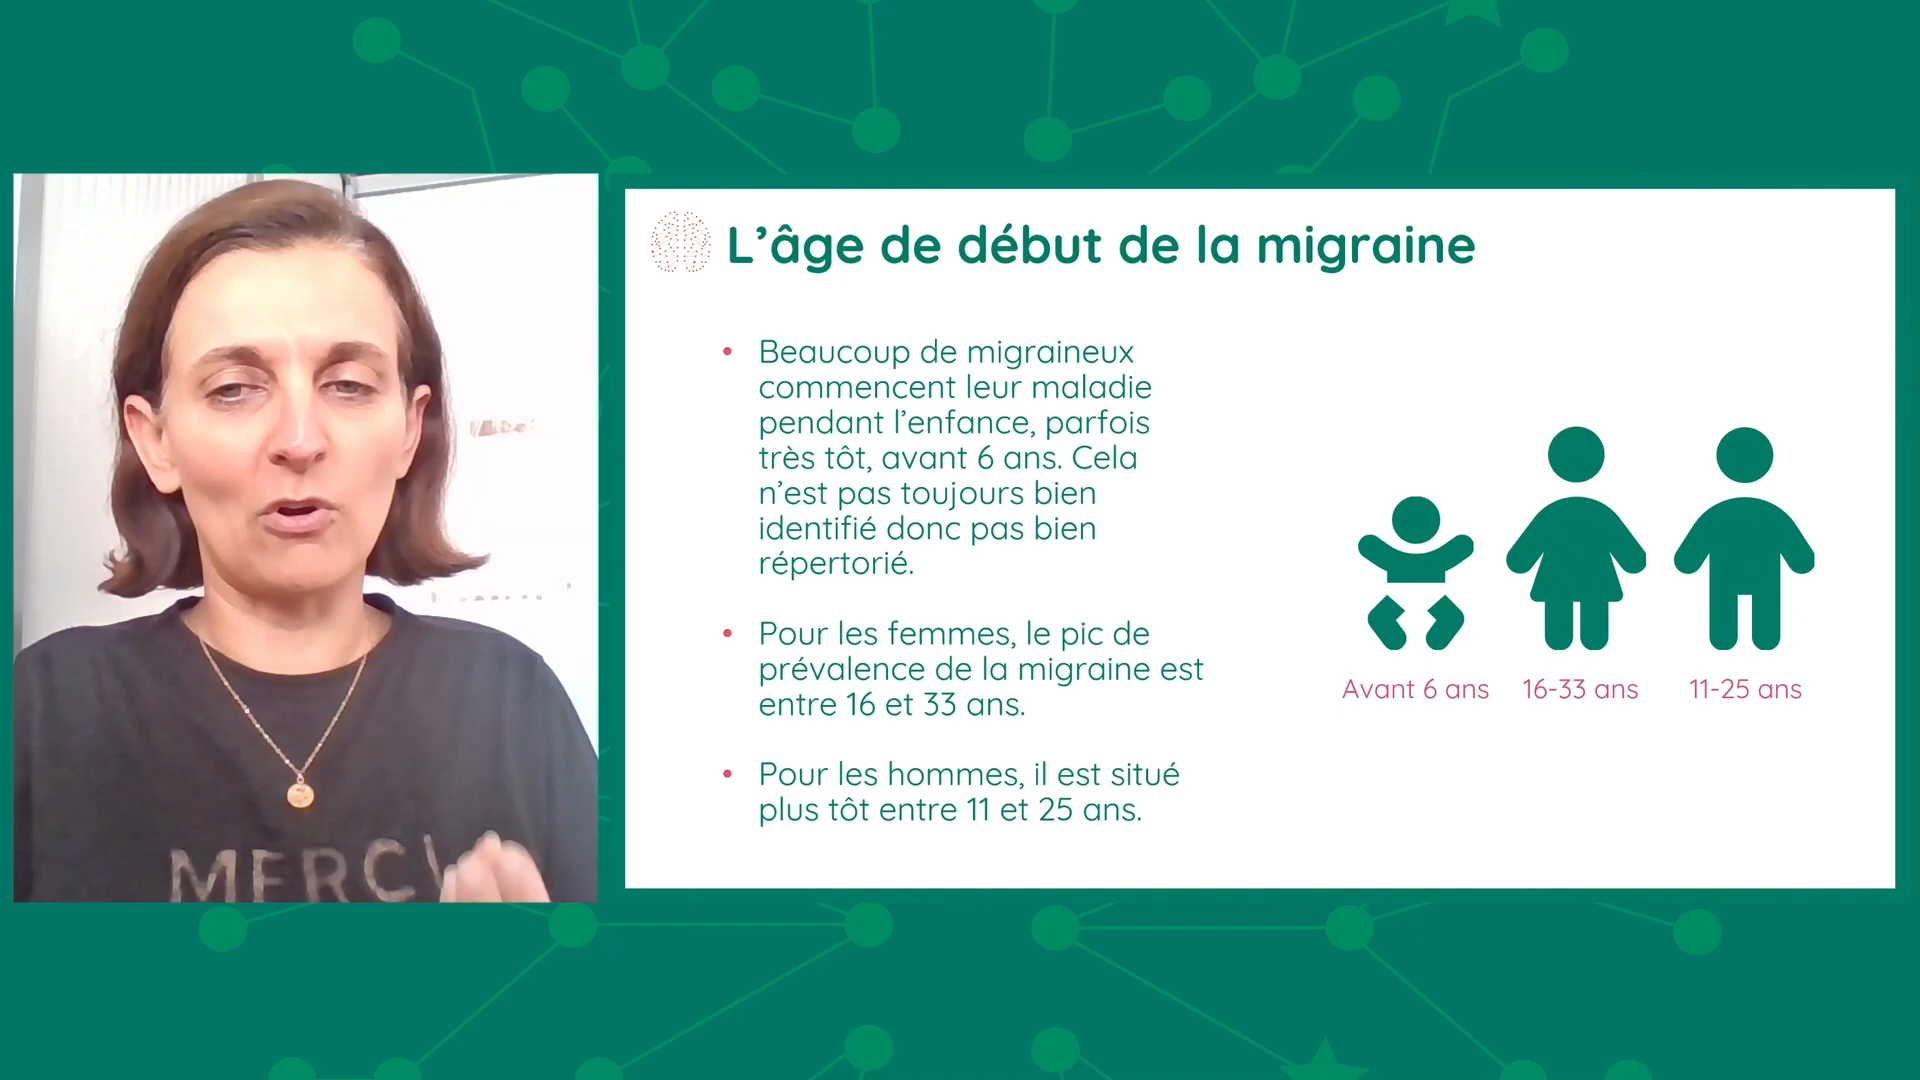 L’âge de début de la migraine
• Beaucoup de migraineux
commencent leur maladie
pendant l’enfance, parfois
très tôt, avant 6 ans. Cela
n’est pas toujours bien
identifié donc pas bien
répertorié.
• Pour les femmes, le pic de
prévalence de la migraine est
entre 16 et 33 ans.
• Pour les hommes, il est situé
plus tôt entre 11 et 25 ans.
Avant 6 ans 16-33 ans 11-25 ans
MERCI